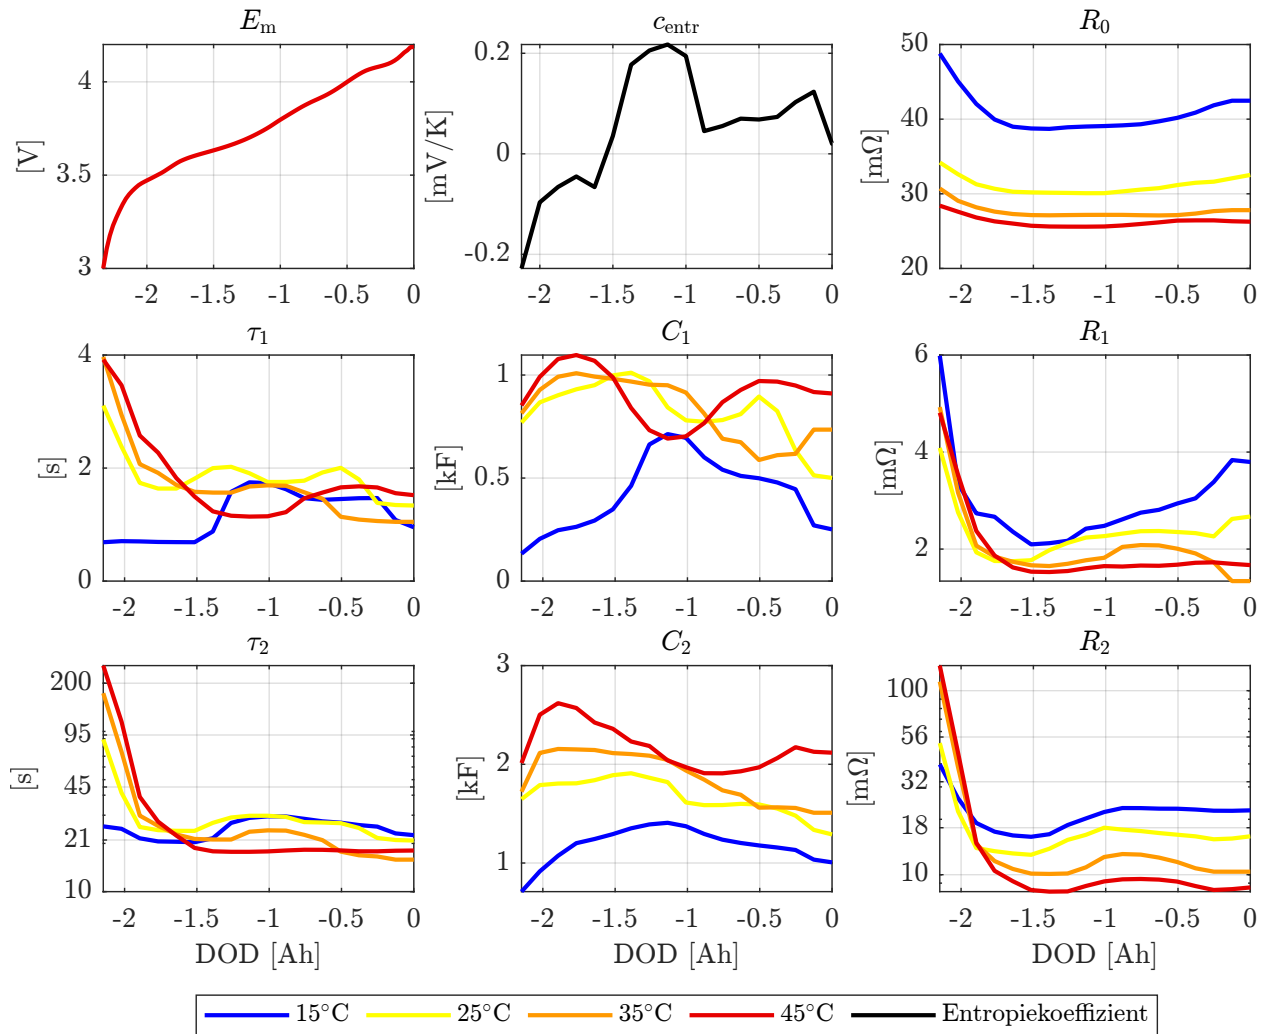 E_m
c_entr
R_0
[V]
4
3.5
3
-2 -1.5 -1 -0.5 0
[mV/K]
0.2
0
-0.2
-2 -1.5 -1 -0.5 0
[mΩ]
50
40
30
20
-2 -1.5 -1 -0.5 0
τ_1
C_1
R_1
[s]
4
2
0
-2 -1.5 -1 -0.5 0
[kF]
1
0.5
0
-2 -1.5 -1 -0.5 0
[mΩ]
6
4
2
-2 -1.5 -1 -0.5 0
τ_2
C_2
R_2
[s]
200
95
45
21
10
-2 -1.5 -1 -0.5 0
DOD [Ah]
[kF]
3
2
1
-2 -1.5 -1 -0.5 0
DOD [Ah]
[mΩ]
100
56
32
18
10
-2 -1.5 -1 -0.5 0
DOD [Ah]
15°C 25°C 35°C 45°C Entropiekoeffizient